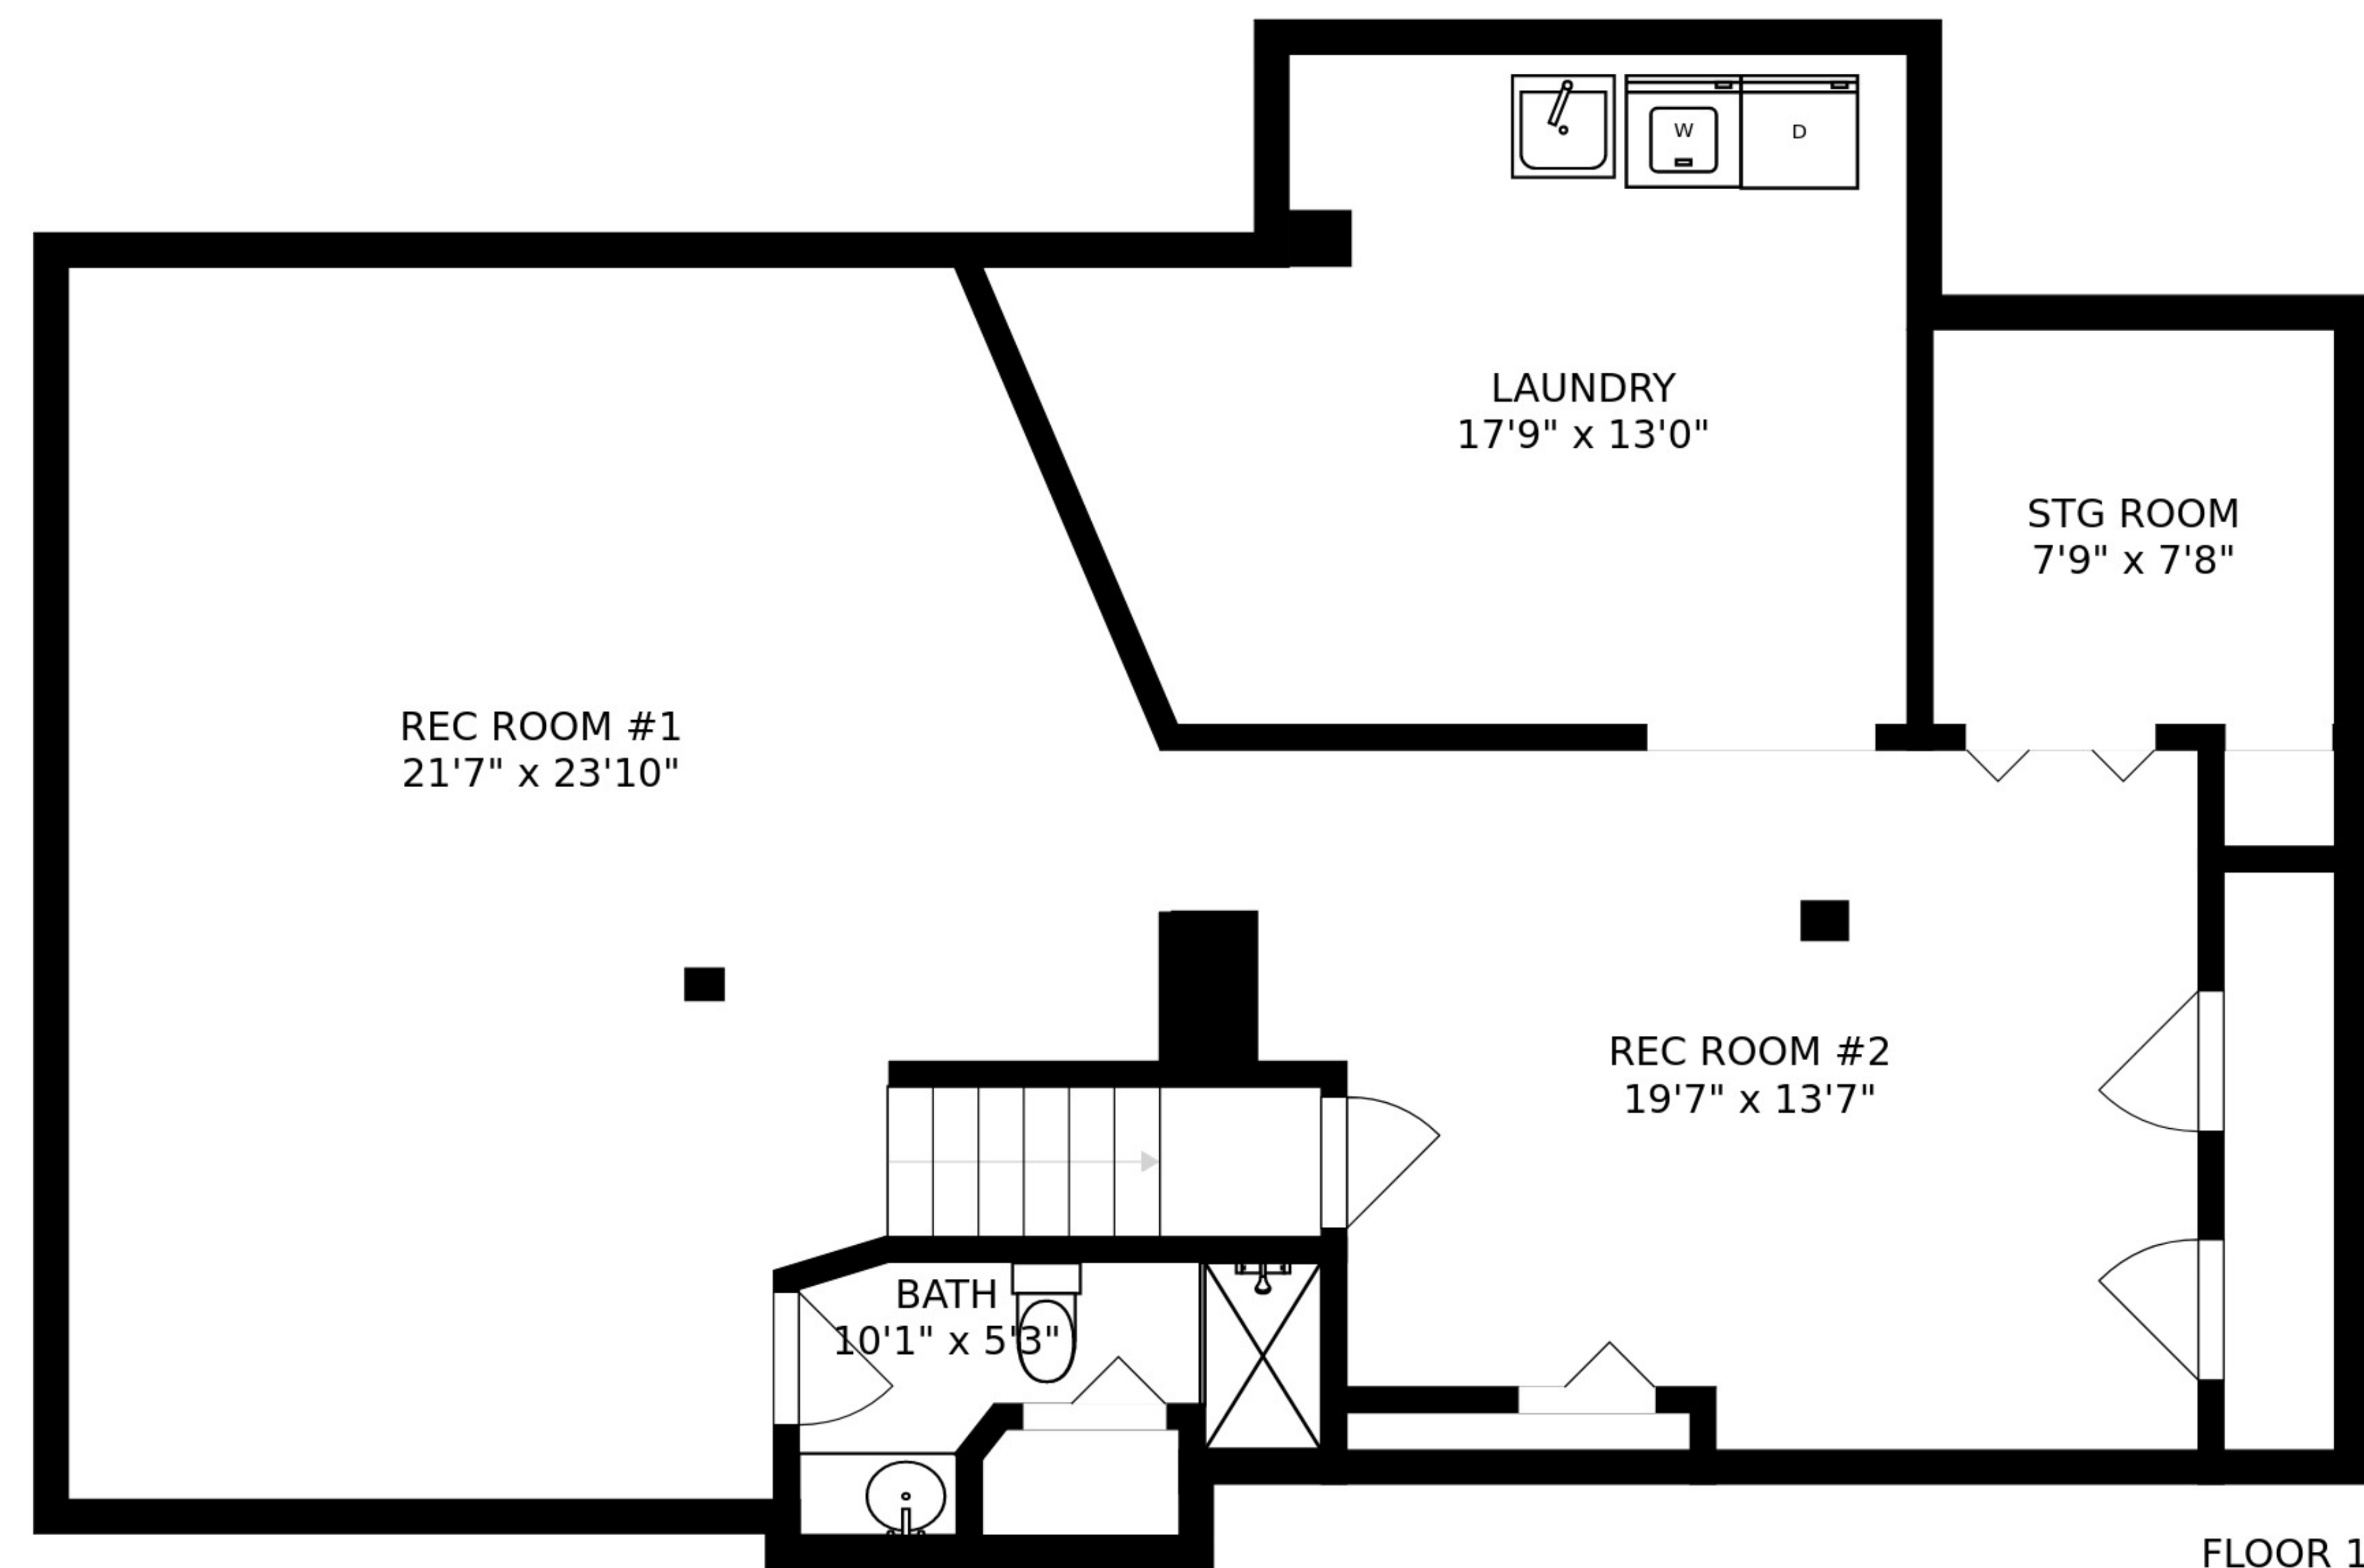 W
D
LAUNDRY
17'9" x 13'0"
STG ROOM
7'9" x 7'8"
REC ROOM #1
21'7" x 23'10"
REC ROOM #2
19'7" x 13'7"
BATH
10'1" x 5'3"
FLOOR 1